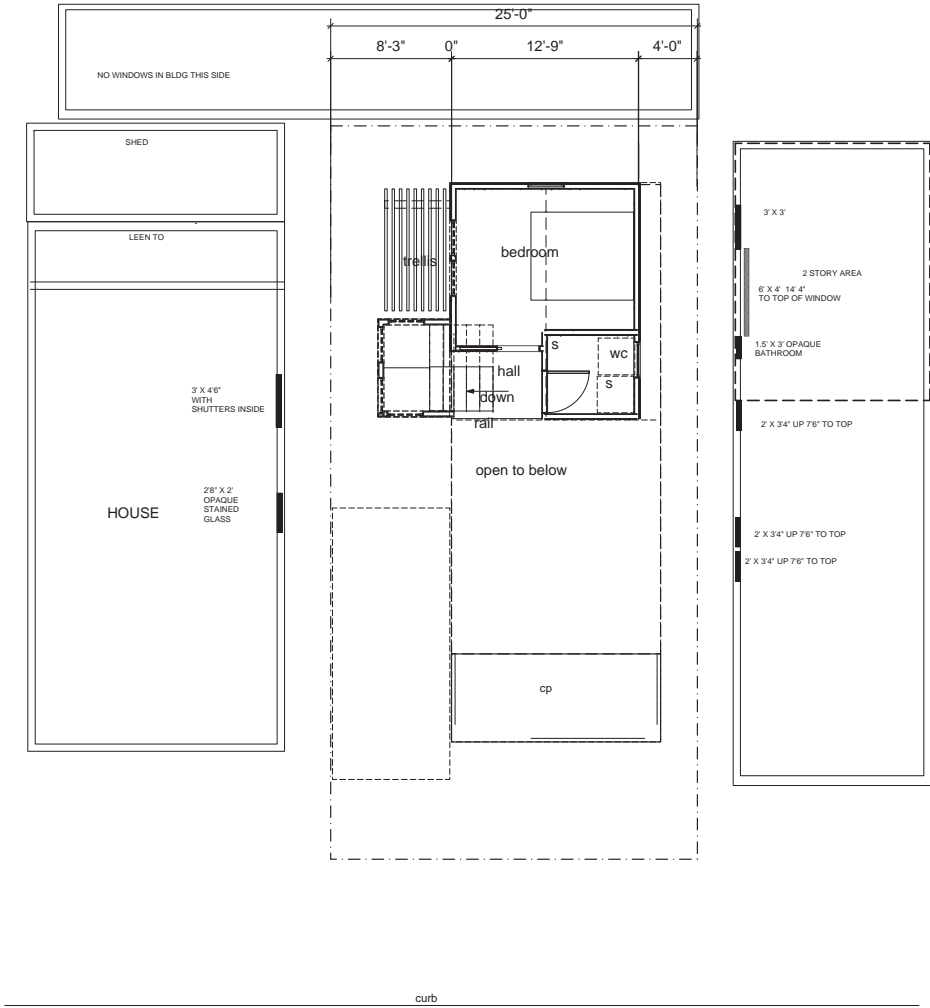 25'-0"
8'-3" 0" 12'-9" 4'-0"
NO WINDOWS IN BLDG THIS SIDE
SHED
LEEN TO
3' X 4'6"
WITH
SHUTTERS INSIDE
2'8" X 2'
OPAQUE
STAINED
GLASS
HOUSE
trellis
bedroom
s
wc
hall
s
down
rail
open to below
cp
3' X 3'
2 STORY AREA
6' X 4' 14' 4"
TO TOP OF WINDOW
1.5' X 3' OPAQUE
BATHROOM
2' X 3'4" UP 7'6" TO TOP
2' X 3'4" UP 7'6" TO TOP
2' X 3'4" UP 7'6" TO TOP
curb